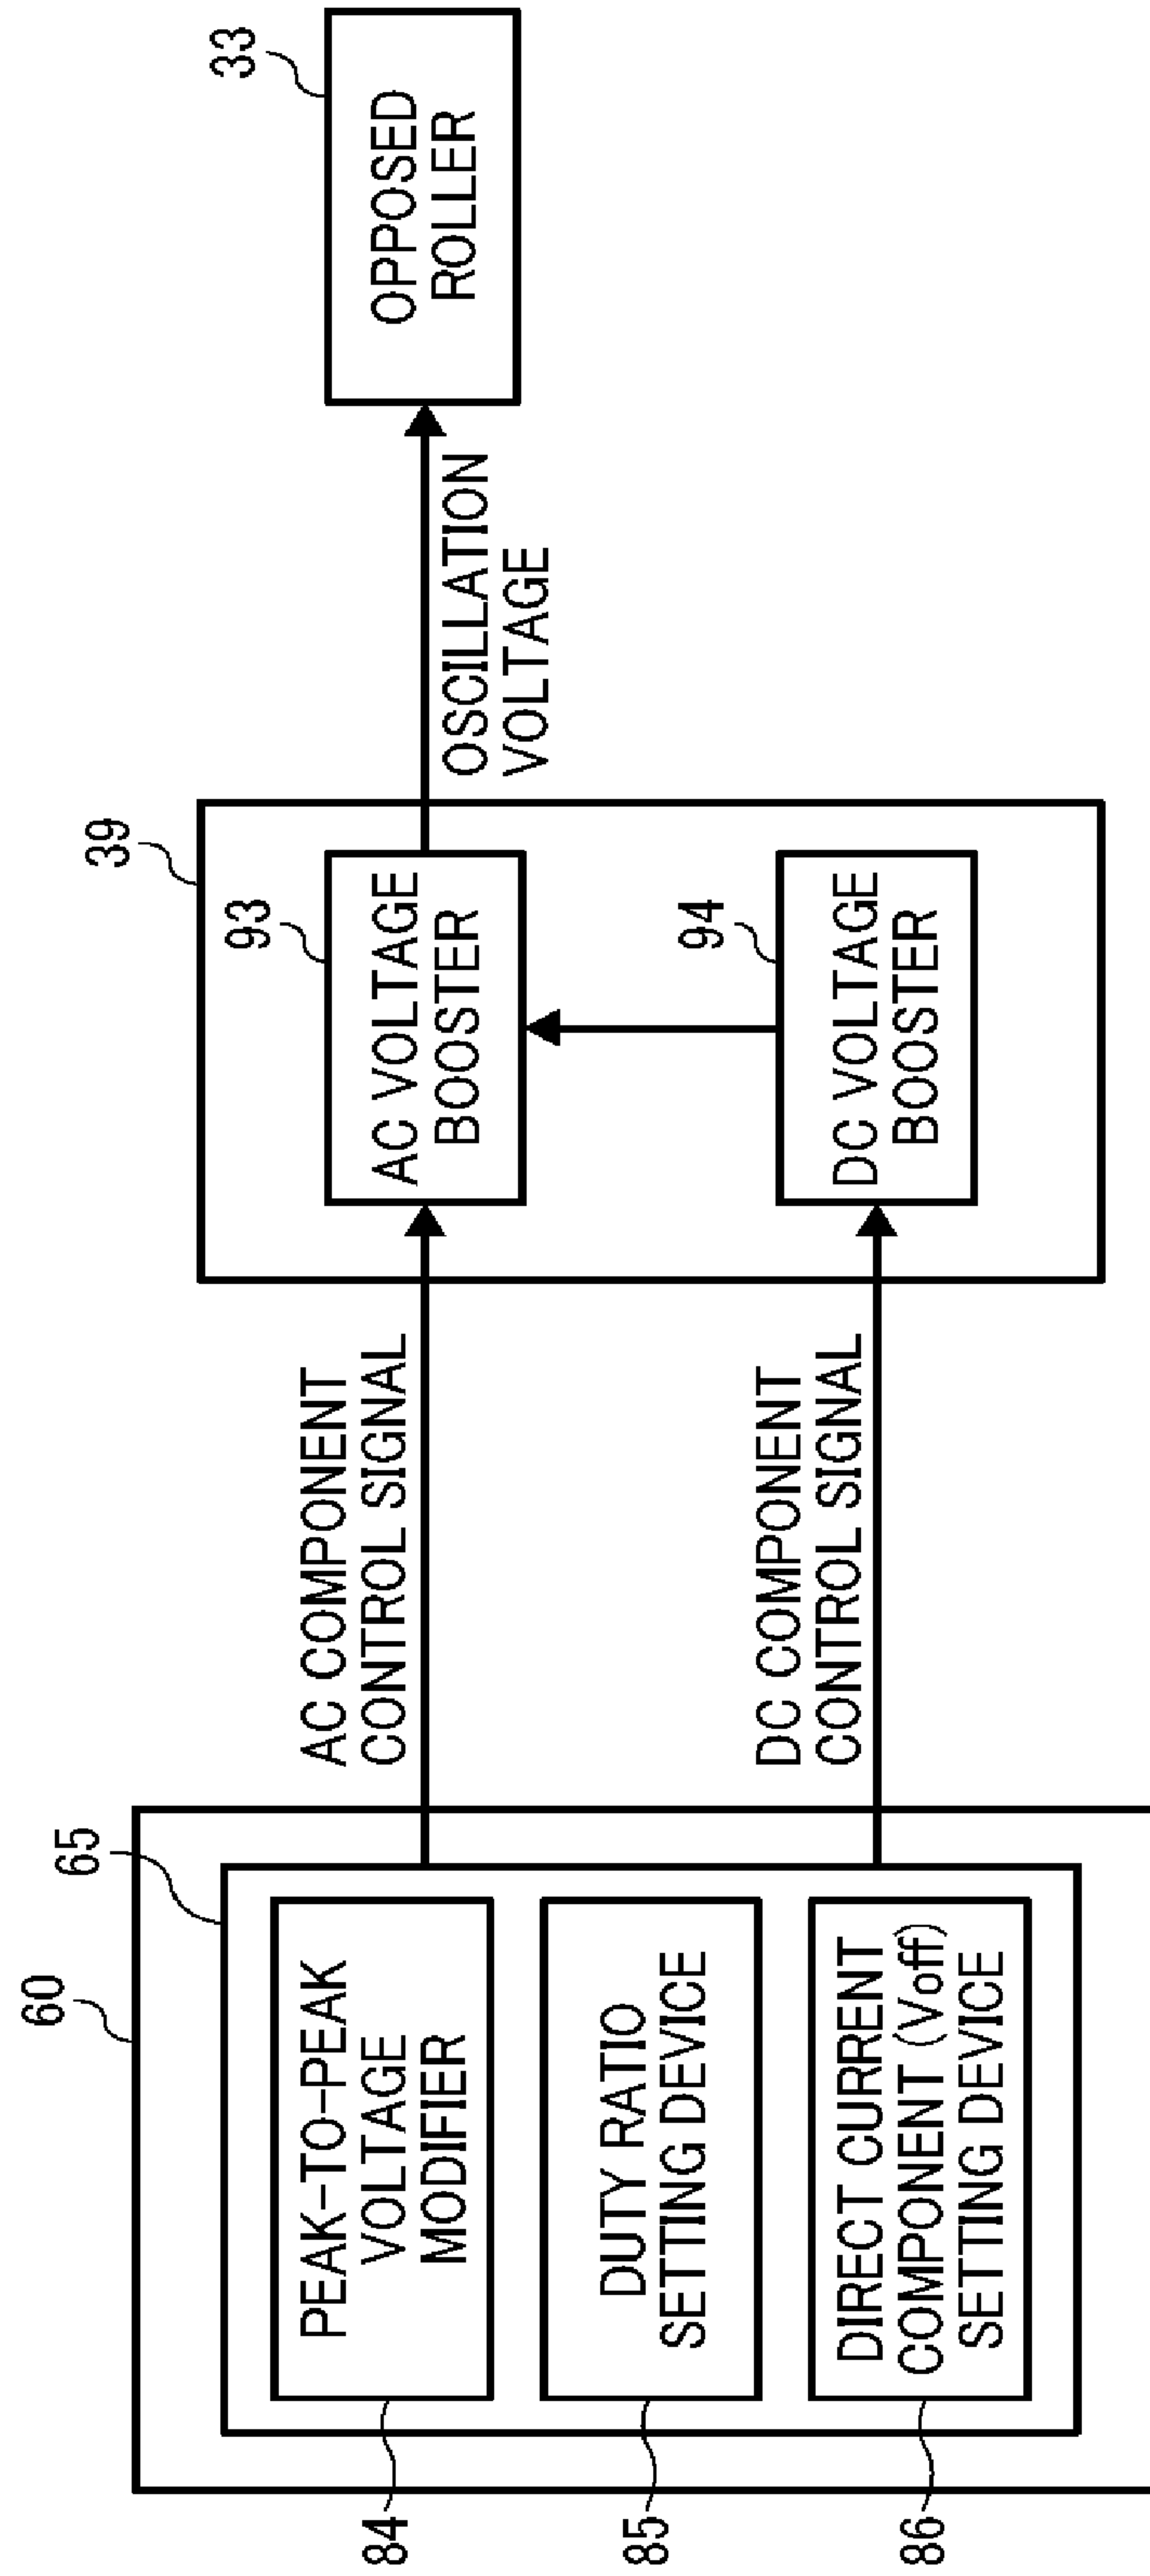 60
65
84
PEAK-TO-PEAK
VOLTAGE
MODIFIER
85
DUTY RATIO
SETTING DEVICE
86
DIRECT CURRENT
COMPONENT (Voff)
SETTING DEVICE
AC COMPONENT
CONTROL SIGNAL
DC COMPONENT
CONTROL SIGNAL
39
93
AC VOLTAGE
BOOSTER
94
DC VOLTAGE
BOOSTER
OSCILLATION
VOLTAGE
33
OPPOSED
ROLLER